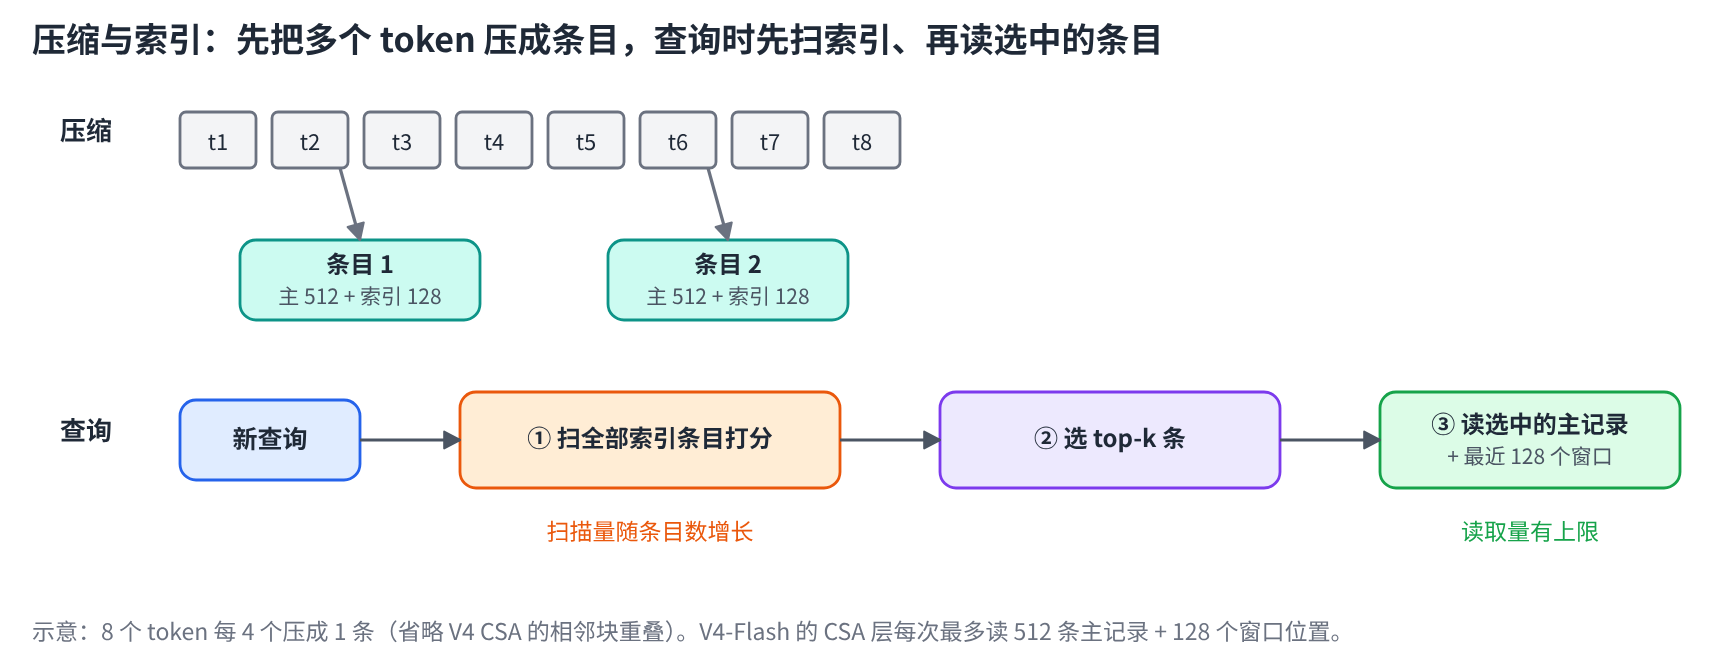 压缩与索引：先把多个 token 压成条目，查询时先扫索引、再读选中的条目
压缩
t1
t2
t3
t4
t5
t6
t7
t8
条目 1
主 512 + 索引 128
条目 2
主 512 + 索引 128
查询
新查询
① 扫全部索引条目打分
② 选 top-k 条
③ 读选中的主记录
+ 最近 128 个窗口
扫描量随条目数增长
读取量有上限
示意：8 个 token 每 4 个压成 1 条（省略 V4 CSA 的相邻块重叠）。V4-Flash 的 CSA 层每次最多读 512 条主记录 + 128 个窗口位置。